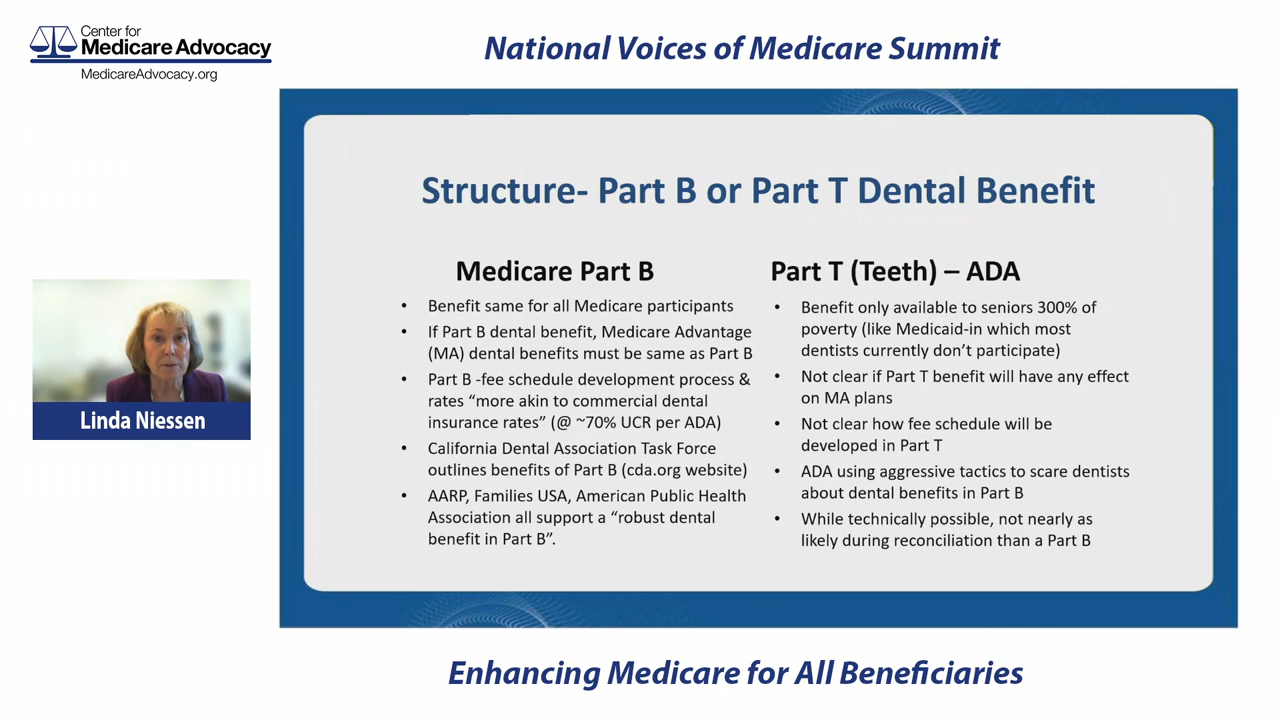 Center for
Medicare Advocacy
MedicareAdvocacy.org
National Voices of Medicare Summit
Linda Niessen
Structure- Part B or Part T Dental Benefit
Medicare Part B
• Benefit same for all Medicare participants
• If Part B dental benefit, Medicare Advantage
(MA) dental benefits must be same as Part B
• Part B -fee schedule development process &
rates “more akin to commercial dental
insurance rates” (@ ~70% UCR per ADA)
• California Dental Association Task Force
outlines benefits of Part B (cda.org website)
• AARP, Families USA, American Public Health
Association all support a “robust dental
benefit in Part B”.
Part T (Teeth) – ADA
• Benefit only available to seniors 300% of
poverty (like Medicaid-in which most
dentists currently don’t participate)
• Not clear if Part T benefit will have any effect
on MA plans
• Not clear how fee schedule will be
developed in Part T
• ADA using aggressive tactics to scare dentists
about dental benefits in Part B
• While technically possible, not nearly as
likely during reconciliation than a Part B
Enhancing Medicare for All Beneficiaries